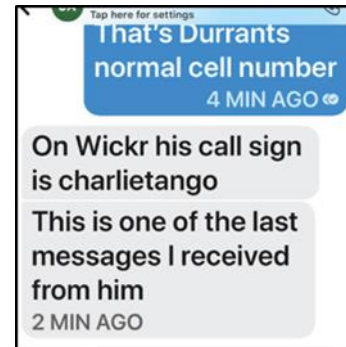 Tap here for settings
That's Durrants
normal cell number
4 MIN AGO
On Wickr his call sign
is charlietango
This is one of the last
messages I received
from him
2 MIN AGO